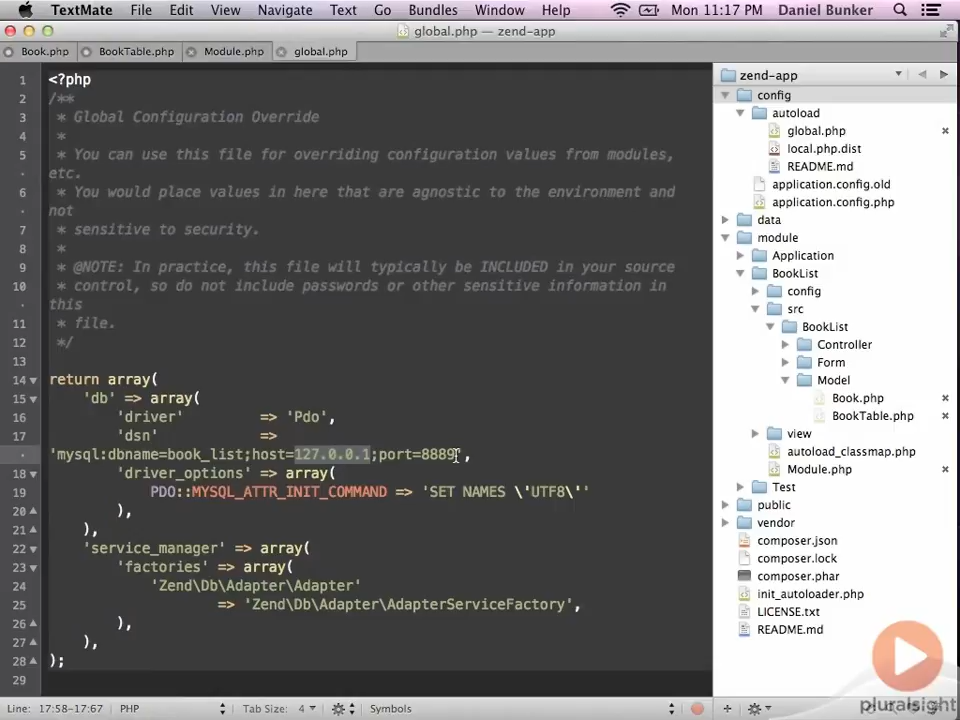 TextMate File Edit View Navigate Text Go Bundles Window Help Mon 11:17 PM Daniel Bunker
global.php — zend-app
Book.php BookTable.php Module.php global.php
zend-app
1 <?php
2 /**
3 * Global Configuration Override
4 *
5 * You can use this file for overriding configuration values from modules,
etc.
6 * You would place values in here that are agnostic to the environment and
not
7 * sensitive to security.
8 *
9 * @NOTE: In practice, this file will typically be INCLUDED in your source
10 * control, so do not include passwords or other sensitive information in
this
11 * file.
12 */
13
14 return array(
15 'db' => array(
16 'driver' => 'Pdo',
17 'dsn' =>
'mysql:dbname=book_list;host=127.0.0.1;port=8889',
18 'driver_options' => array(
19 PDO::MYSQL_ATTR_INIT_COMMAND => 'SET NAMES \'UTF8\''
20 ),
21 ),
22 'service_manager' => array(
23 'factories' => array(
24 'Zend\Db\Adapter\Adapter'
25 => 'Zend\Db\Adapter\AdapterServiceFactory',
26 ),
27 ),
28 );
29
config
autoload
global.php
local.php.dist
README.md
application.config.old
application.config.php
data
module
Application
BookList
config
src
BookList
Controller
Form
Model
Book.php
BookTable.php
view
autoload_classmap.php
Module.php
Test
public
vendor
composer.json
composer.lock
composer.phar
init_autoloader.php
LICENSE.txt
README.md
Line: 17:58-17:67 PHP Tab Size: 4 Symbols
pluralsight